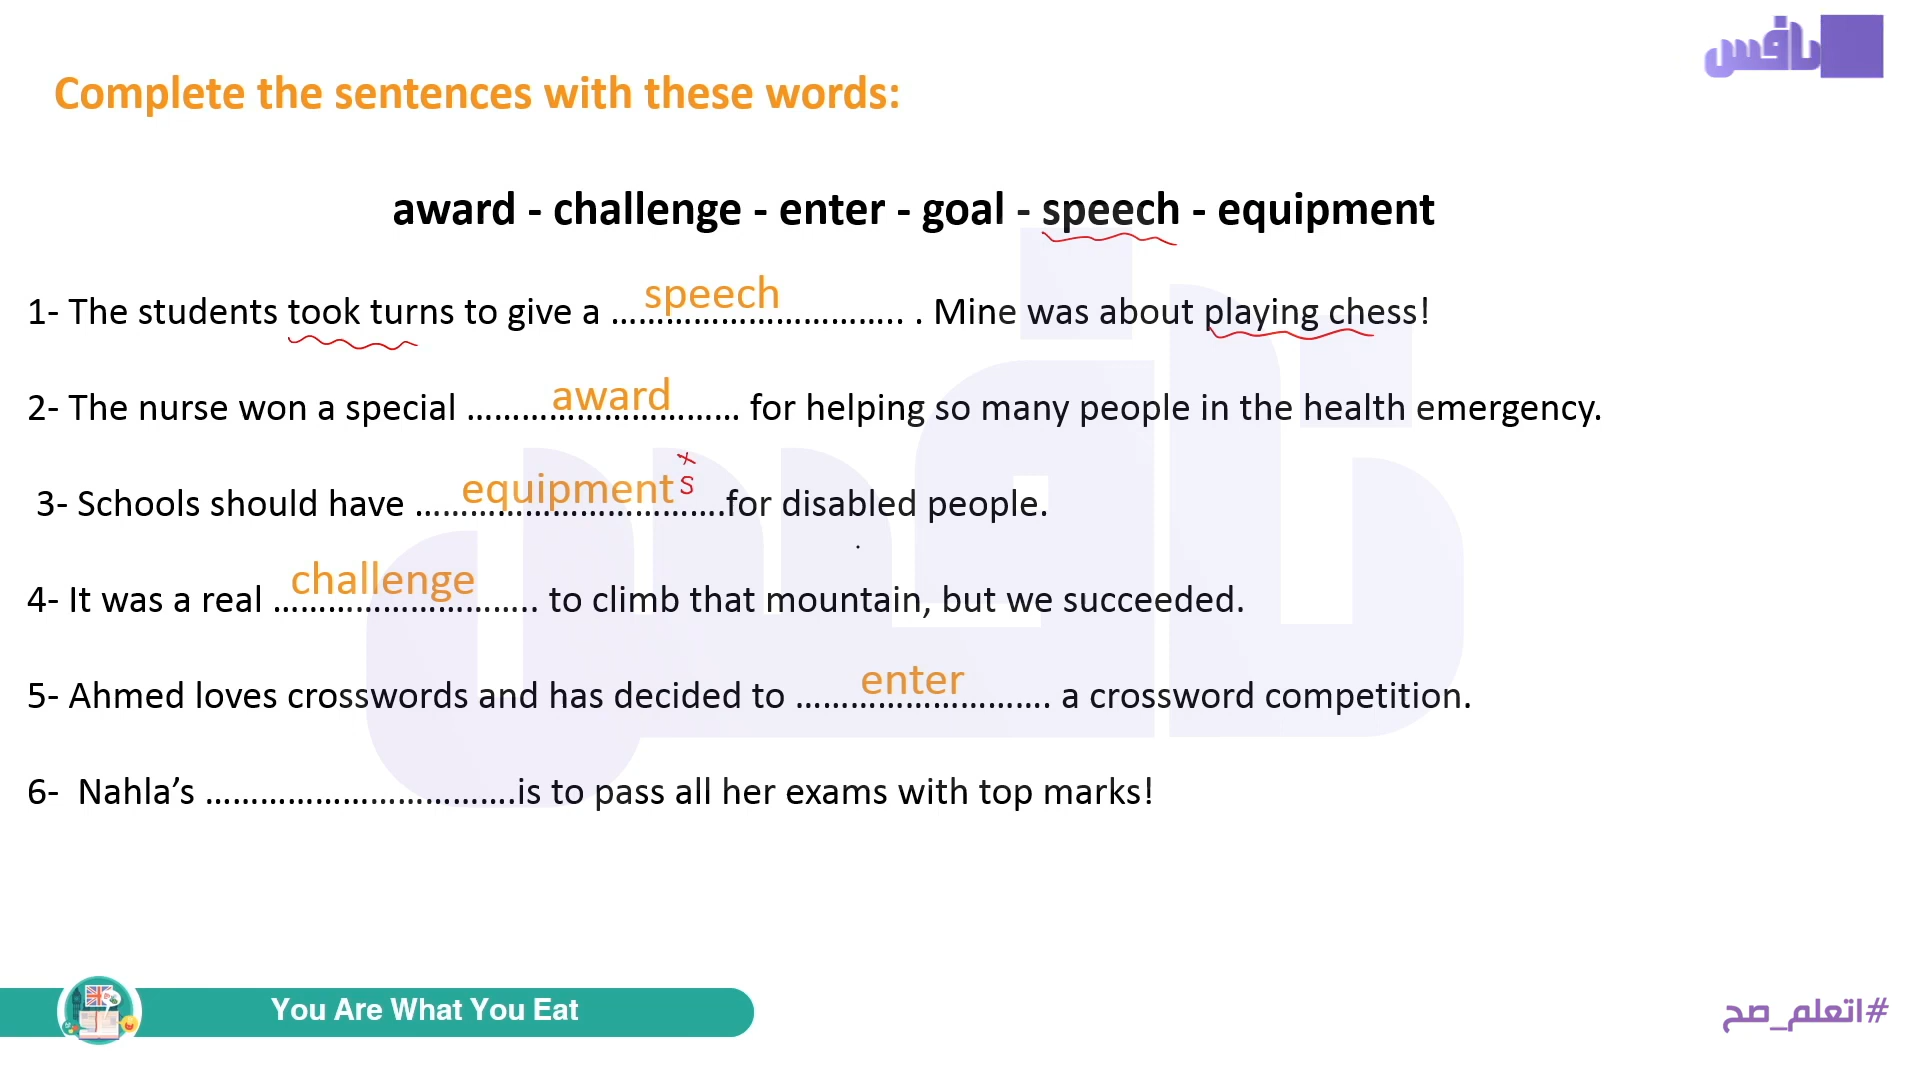 نافس
Complete the sentences with these words:
award - challenge - enter - goal - speech - equipment
1- The students took turns to give a ......speech...... . Mine was about playing chess!
2- The nurse won a special ......award...... for helping so many people in the health emergency.
3- Schools should have ......equipment s x......for disabled people.
4- It was a real ......challenge...... to climb that mountain, but we succeeded.
5- Ahmed loves crosswords and has decided to ......enter...... a crossword competition.
6- Nahla’s ...............................is to pass all her exams with top marks!
You Are What You Eat
#اتعلم_صح